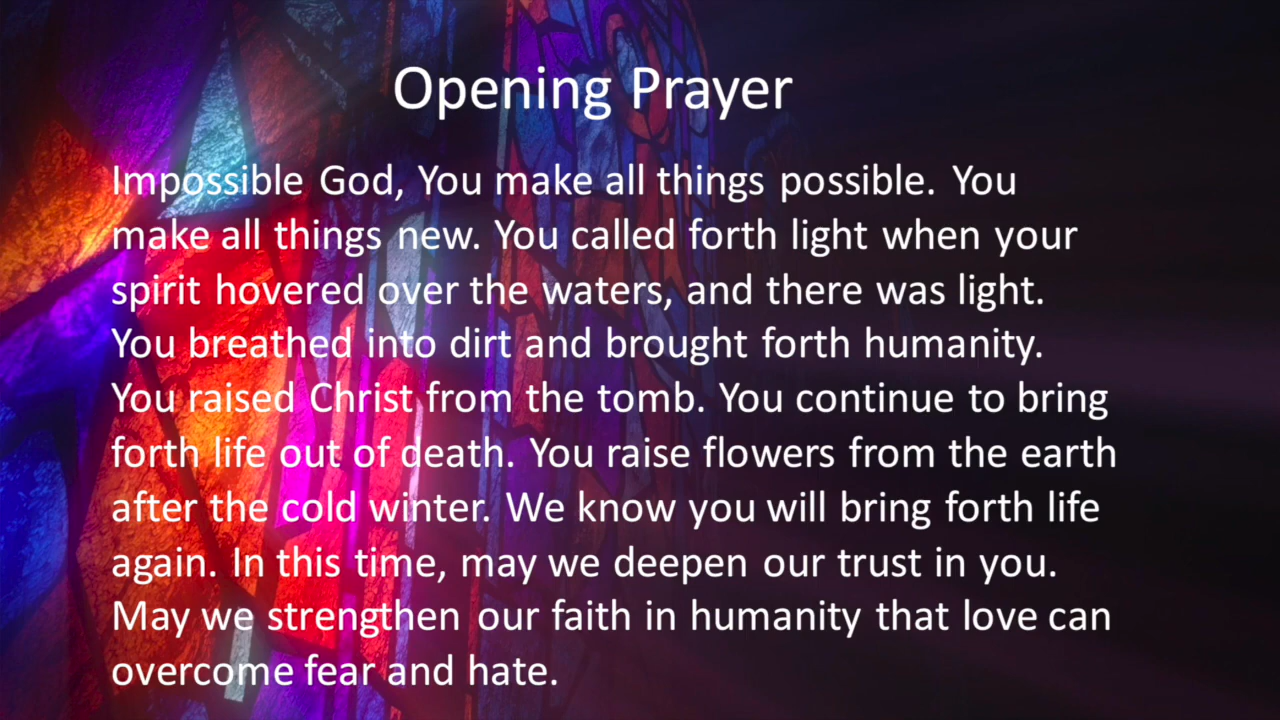 Opening Prayer
Impossible God, You make all things possible. You
make all things new. You called forth light when your
spirit hovered over the waters, and there was light.
You breathed into dirt and brought forth humanity.
You raised Christ from the tomb. You continue to bring
forth life out of death. You raise flowers from the earth
after the cold winter. We know you will bring forth life
again. In this time, may we deepen our trust in you.
May we strengthen our faith in humanity that love can
overcome fear and hate.